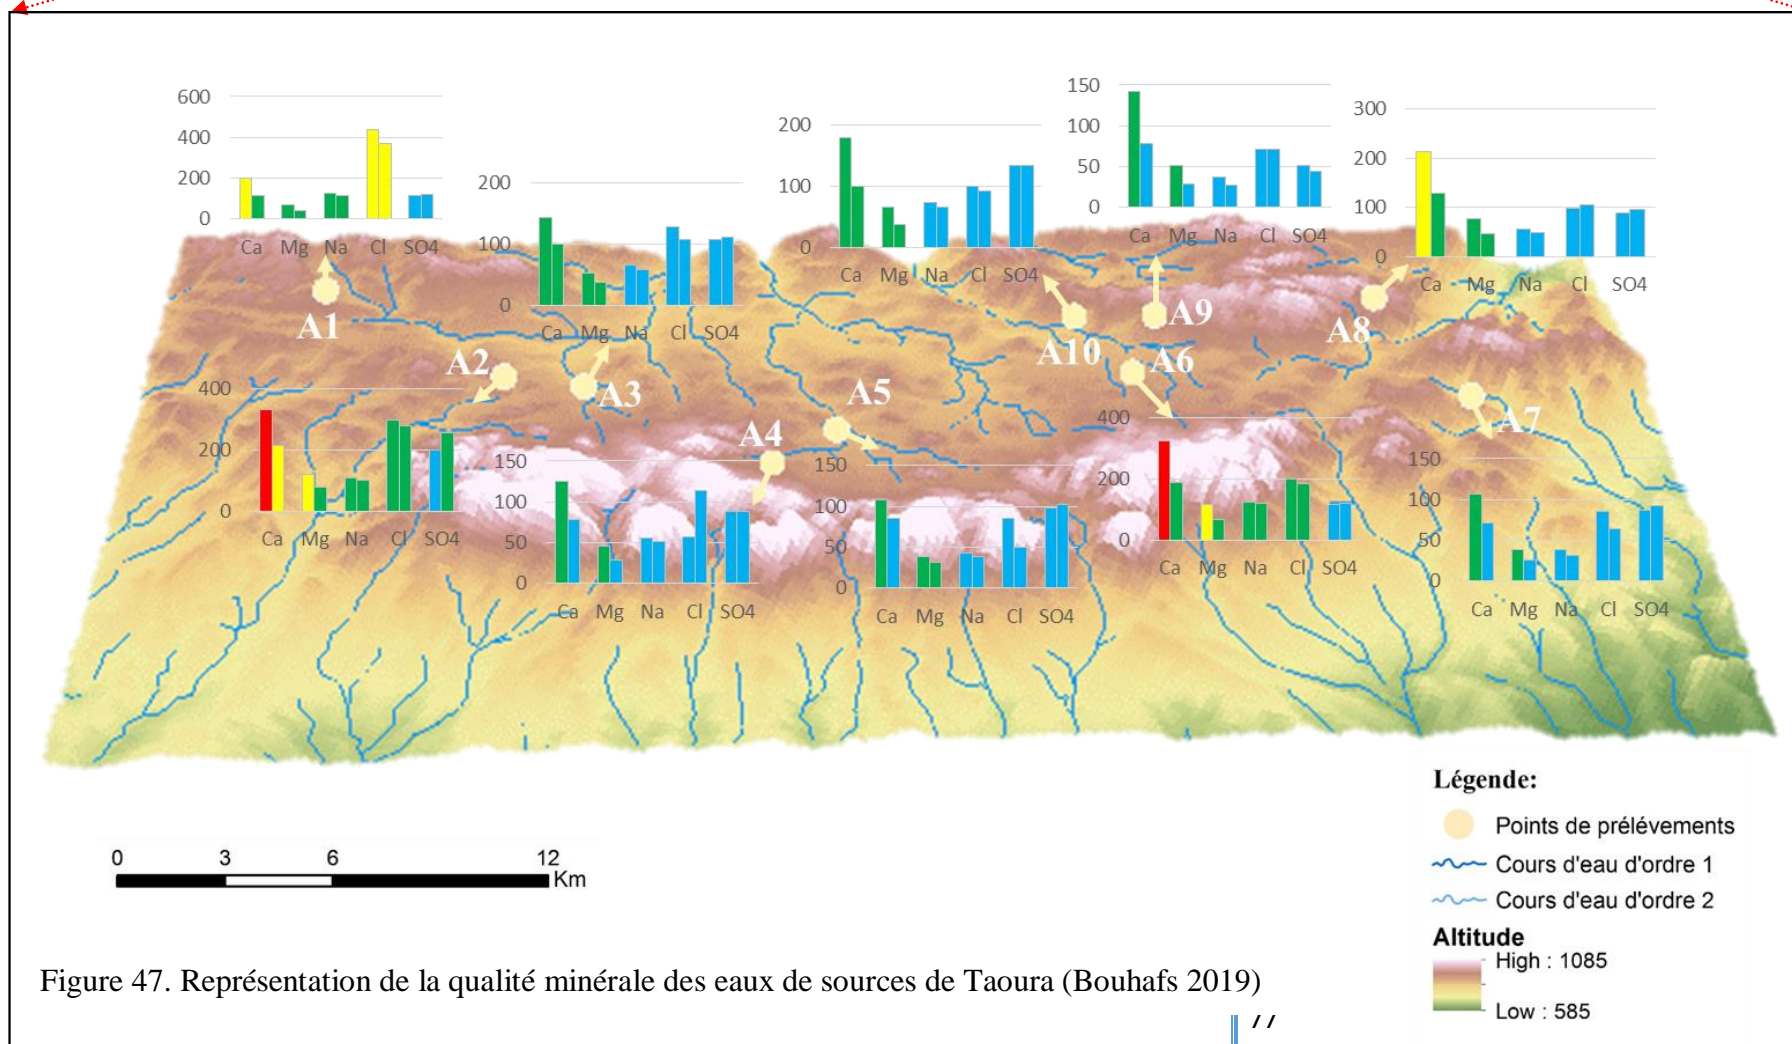 600
400
200
0
Ca Mg Na Cl SO4
A1
200
100
0
Ca Mg Na Cl SO4
A3
200
100
0
Ca Mg Na Cl SO4
A10
150
100
50
0
Ca Mg Na Cl SO4
A9
300
200
100
0
Ca Mg Na Cl SO4
A8
A2
400
200
0
Ca Mg Na Cl SO4
A4
150
100
50
0
Ca Mg Na Cl SO4
A5
150
100
50
0
Ca Mg Na Cl SO4
A6
400
200
0
Ca Mg Na Cl SO4
A7
150
100
50
0
Ca Mg Na Cl SO4
0 3 6 12
Km
Légende:
Points de prélévements
Cours d'eau d'ordre 1
Cours d'eau d'ordre 2
Altitude
High : 1085
Low : 585
Figure 47. Représentation de la qualité minérale des eaux de sources de Taoura (Bouhafs 2019)